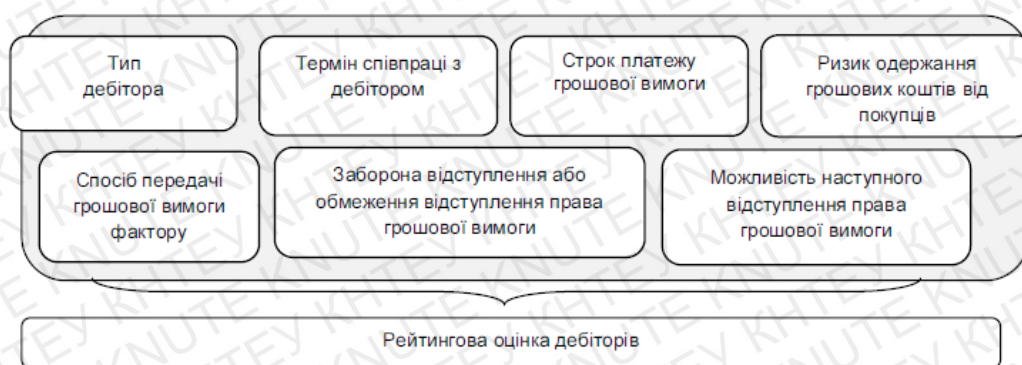 Тип
дебітора
Термін співпраці з
дебітором
Строк платежу
грошової вимоги
Ризик одержання
грошових коштів від
покупців
Спосіб передачі
грошової вимоги
фактору
Заборона відступлення або
обмеження відступлення права
грошової вимоги
Можливість наступного
відступлення права
грошової вимоги
Рейтингова оцінка дебіторів